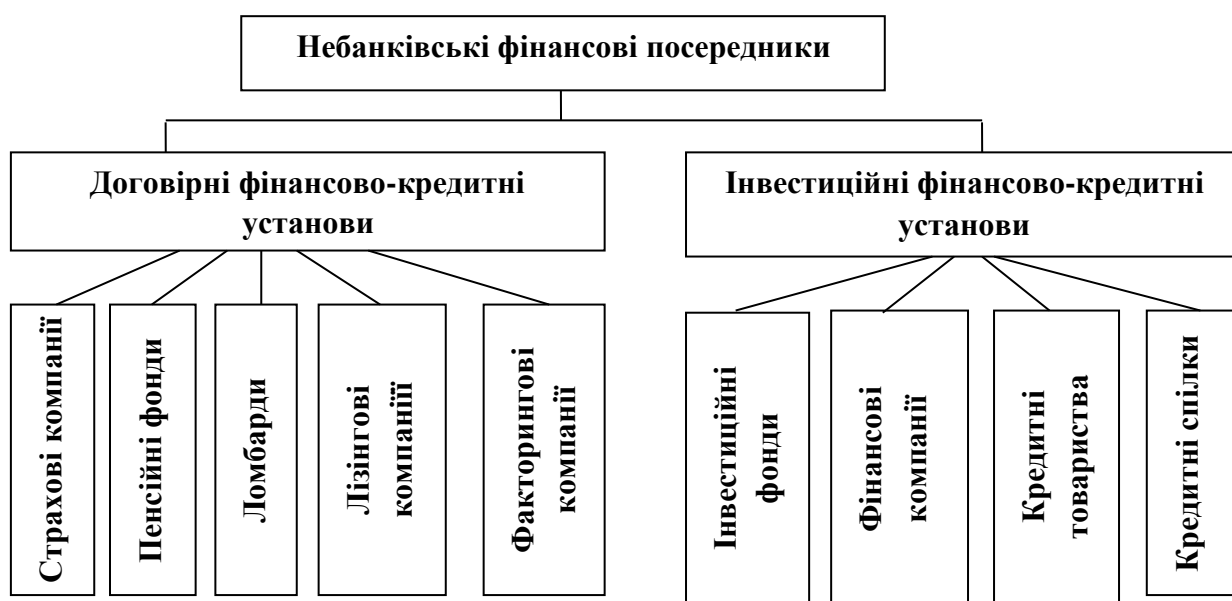 Небанківські фінансові посередники
Договірні фінансово-кредитні
установи
Інвестиційні фінансово-кредитні
установи
Страхові компанії
Пенсійні фонди
Ломбарди
Лізінгові
компаніїї
Факторингові
компанії
Інвестиційні
фонди
Фінансові
компанії
Кредитні
товариства
Кредитні спілки